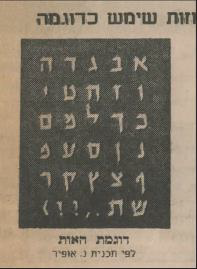 וזות שימש כדוגמה
א ב ג ד ה
ו ז ח ט י
כ ך ל מ ם
נ ן ס ע פ
ף צ ץ ק ר
ש ת . , ! ? )
דוגמת האות
לפי תכנית נ. אופיר